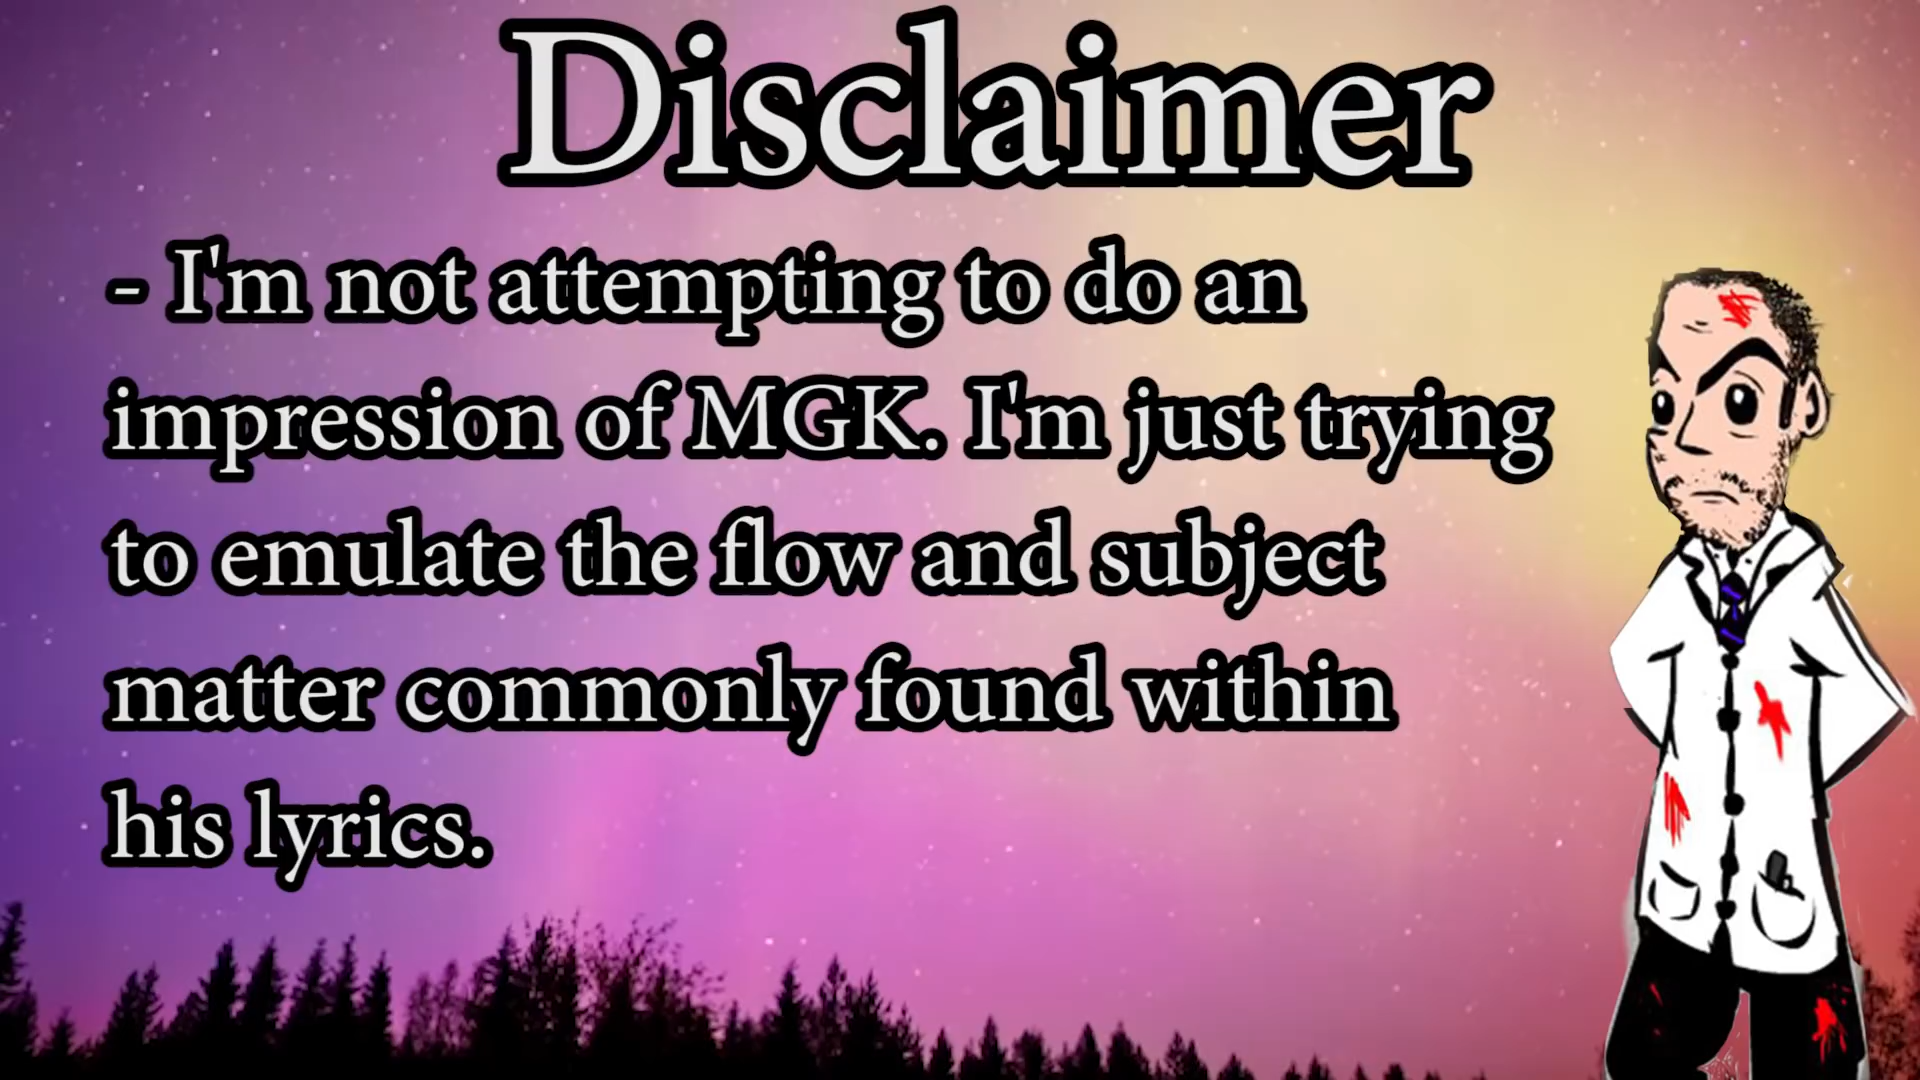 Disclaimer
- I'm not attempting to do an
impression of MGK. I'm just trying
to emulate the flow and subject
matter commonly found within
his lyrics.